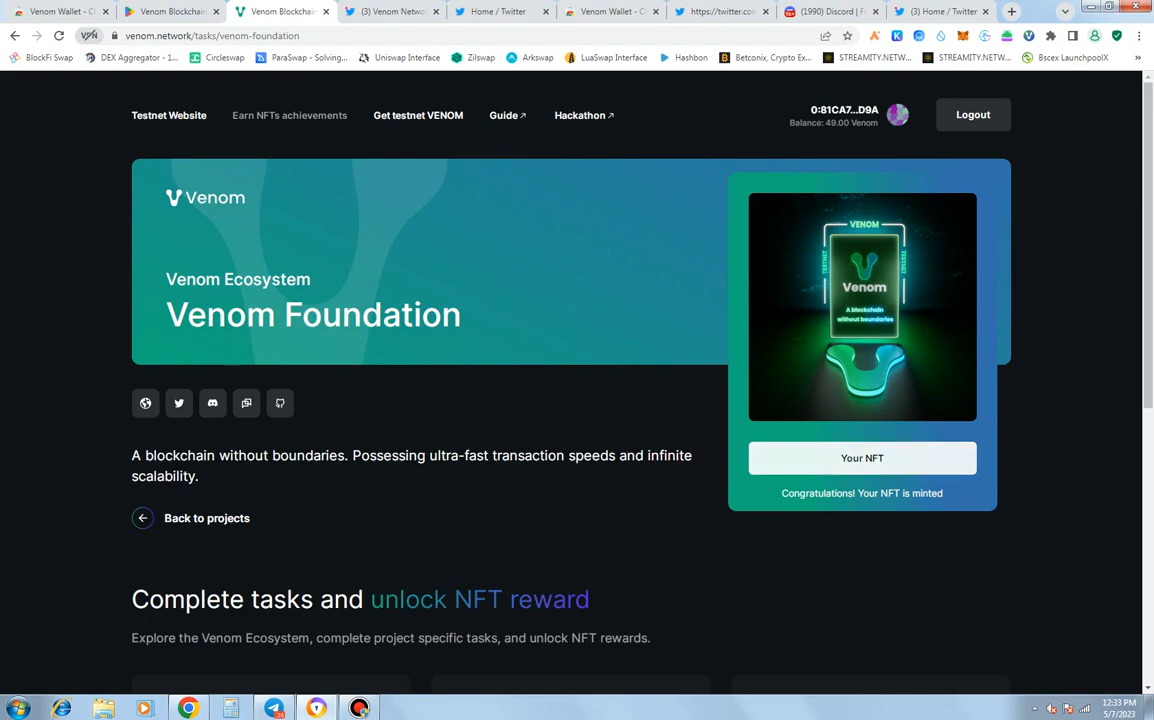 Venom Wallet - C
Venom Blockchain
Venom Blockchain
(3) Venom Netwo
Home / Twitter
Venom Wallet - C
https://twitter.com
(1990) Discord | F
(3) Home / Twitter
VPN
venom.network/tasks/venom-foundation
BlockFi Swap
DEX Aggregator - 1...
Circleswap
ParaSwap - Solving...
Uniswap Interface
Zilswap
Arkswap
LuaSwap Interface
Hashbon
Betconix, Crypto Ex...
STREAMITY.NETW...
STREAMITY.NETW...
Bscex LaunchpoolX
»
Testnet Website
Earn NFTs achievements
Get testnet VENOM
Guide↗
Hackathon↗
0:81CA7...D9A
Balance: 49.00 Venom
Logout
Venom
Venom Ecosystem
Venom Foundation
VENOM
TESTNET
TESTNET
Venom
A blockchain
without boundaries
Your NFT
Congratulations! Your NFT is minted
A blockchain without boundaries. Possessing ultra-fast transaction speeds and infinite
scalability.
Back to projects
Complete tasks and unlock NFT reward
Explore the Venom Ecosystem, complete project specific tasks, and unlock NFT rewards.
12:33 PM
5/7/2023